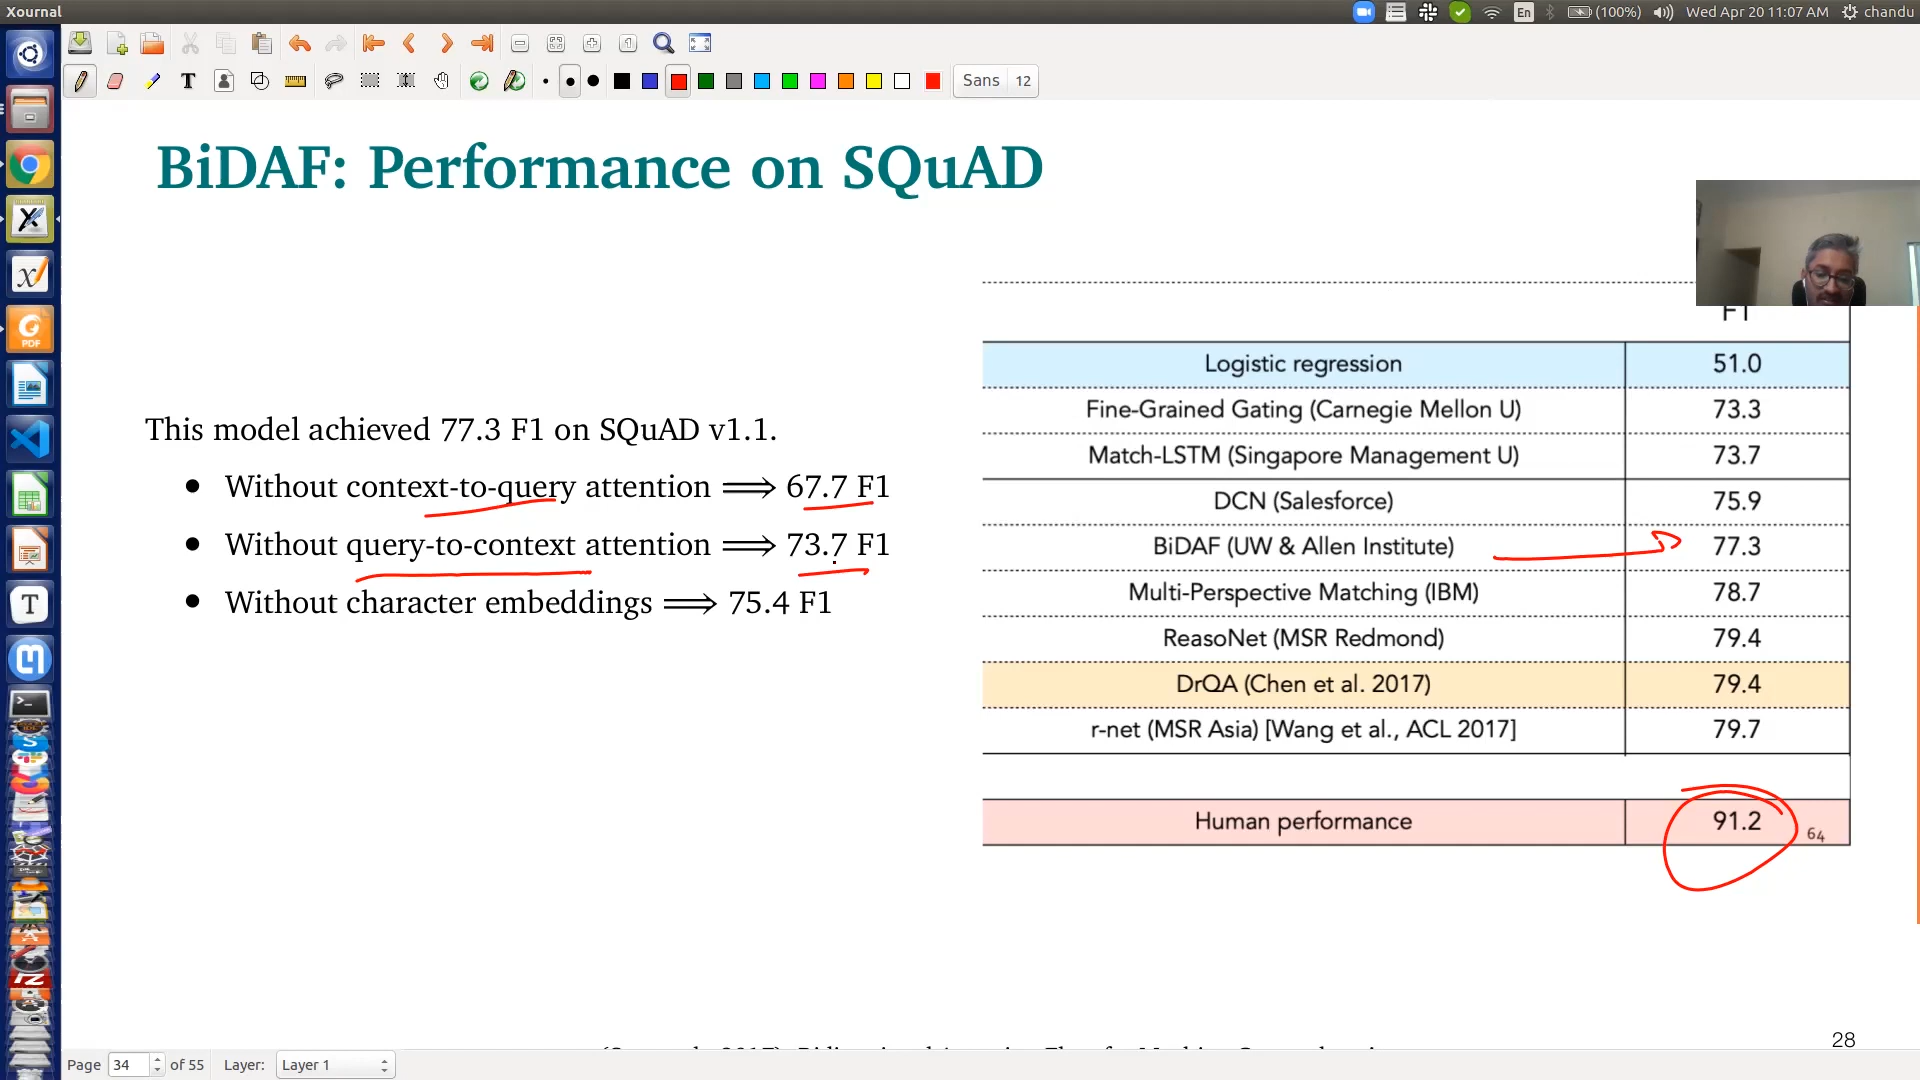 Xournal
En
(100%)
Wed Apr 20 11:07 AM
chandu
Sans 12
BiDAF: Performance on SQuAD
F1
Logistic regression 51.0
Fine-Grained Gating (Carnegie Mellon U) 73.3
Match-LSTM (Singapore Management U) 73.7
DCN (Salesforce) 75.9
BiDAF (UW & Allen Institute) 77.3
Multi-Perspective Matching (IBM) 78.7
ReasoNet (MSR Redmond) 79.4
DrQA (Chen et al. 2017) 79.4
r-net (MSR Asia) [Wang et al., ACL 2017] 79.7
Human performance 91.2
64
This model achieved 77.3 F1 on SQuAD v1.1.
• Without context-to-query attention ⟹ 67.7 F1
• Without query-to-context attention ⟹ 73.7 F1
• Without character embeddings ⟹ 75.4 F1
28
Page 34 of 55 Layer: Layer 1
PDF